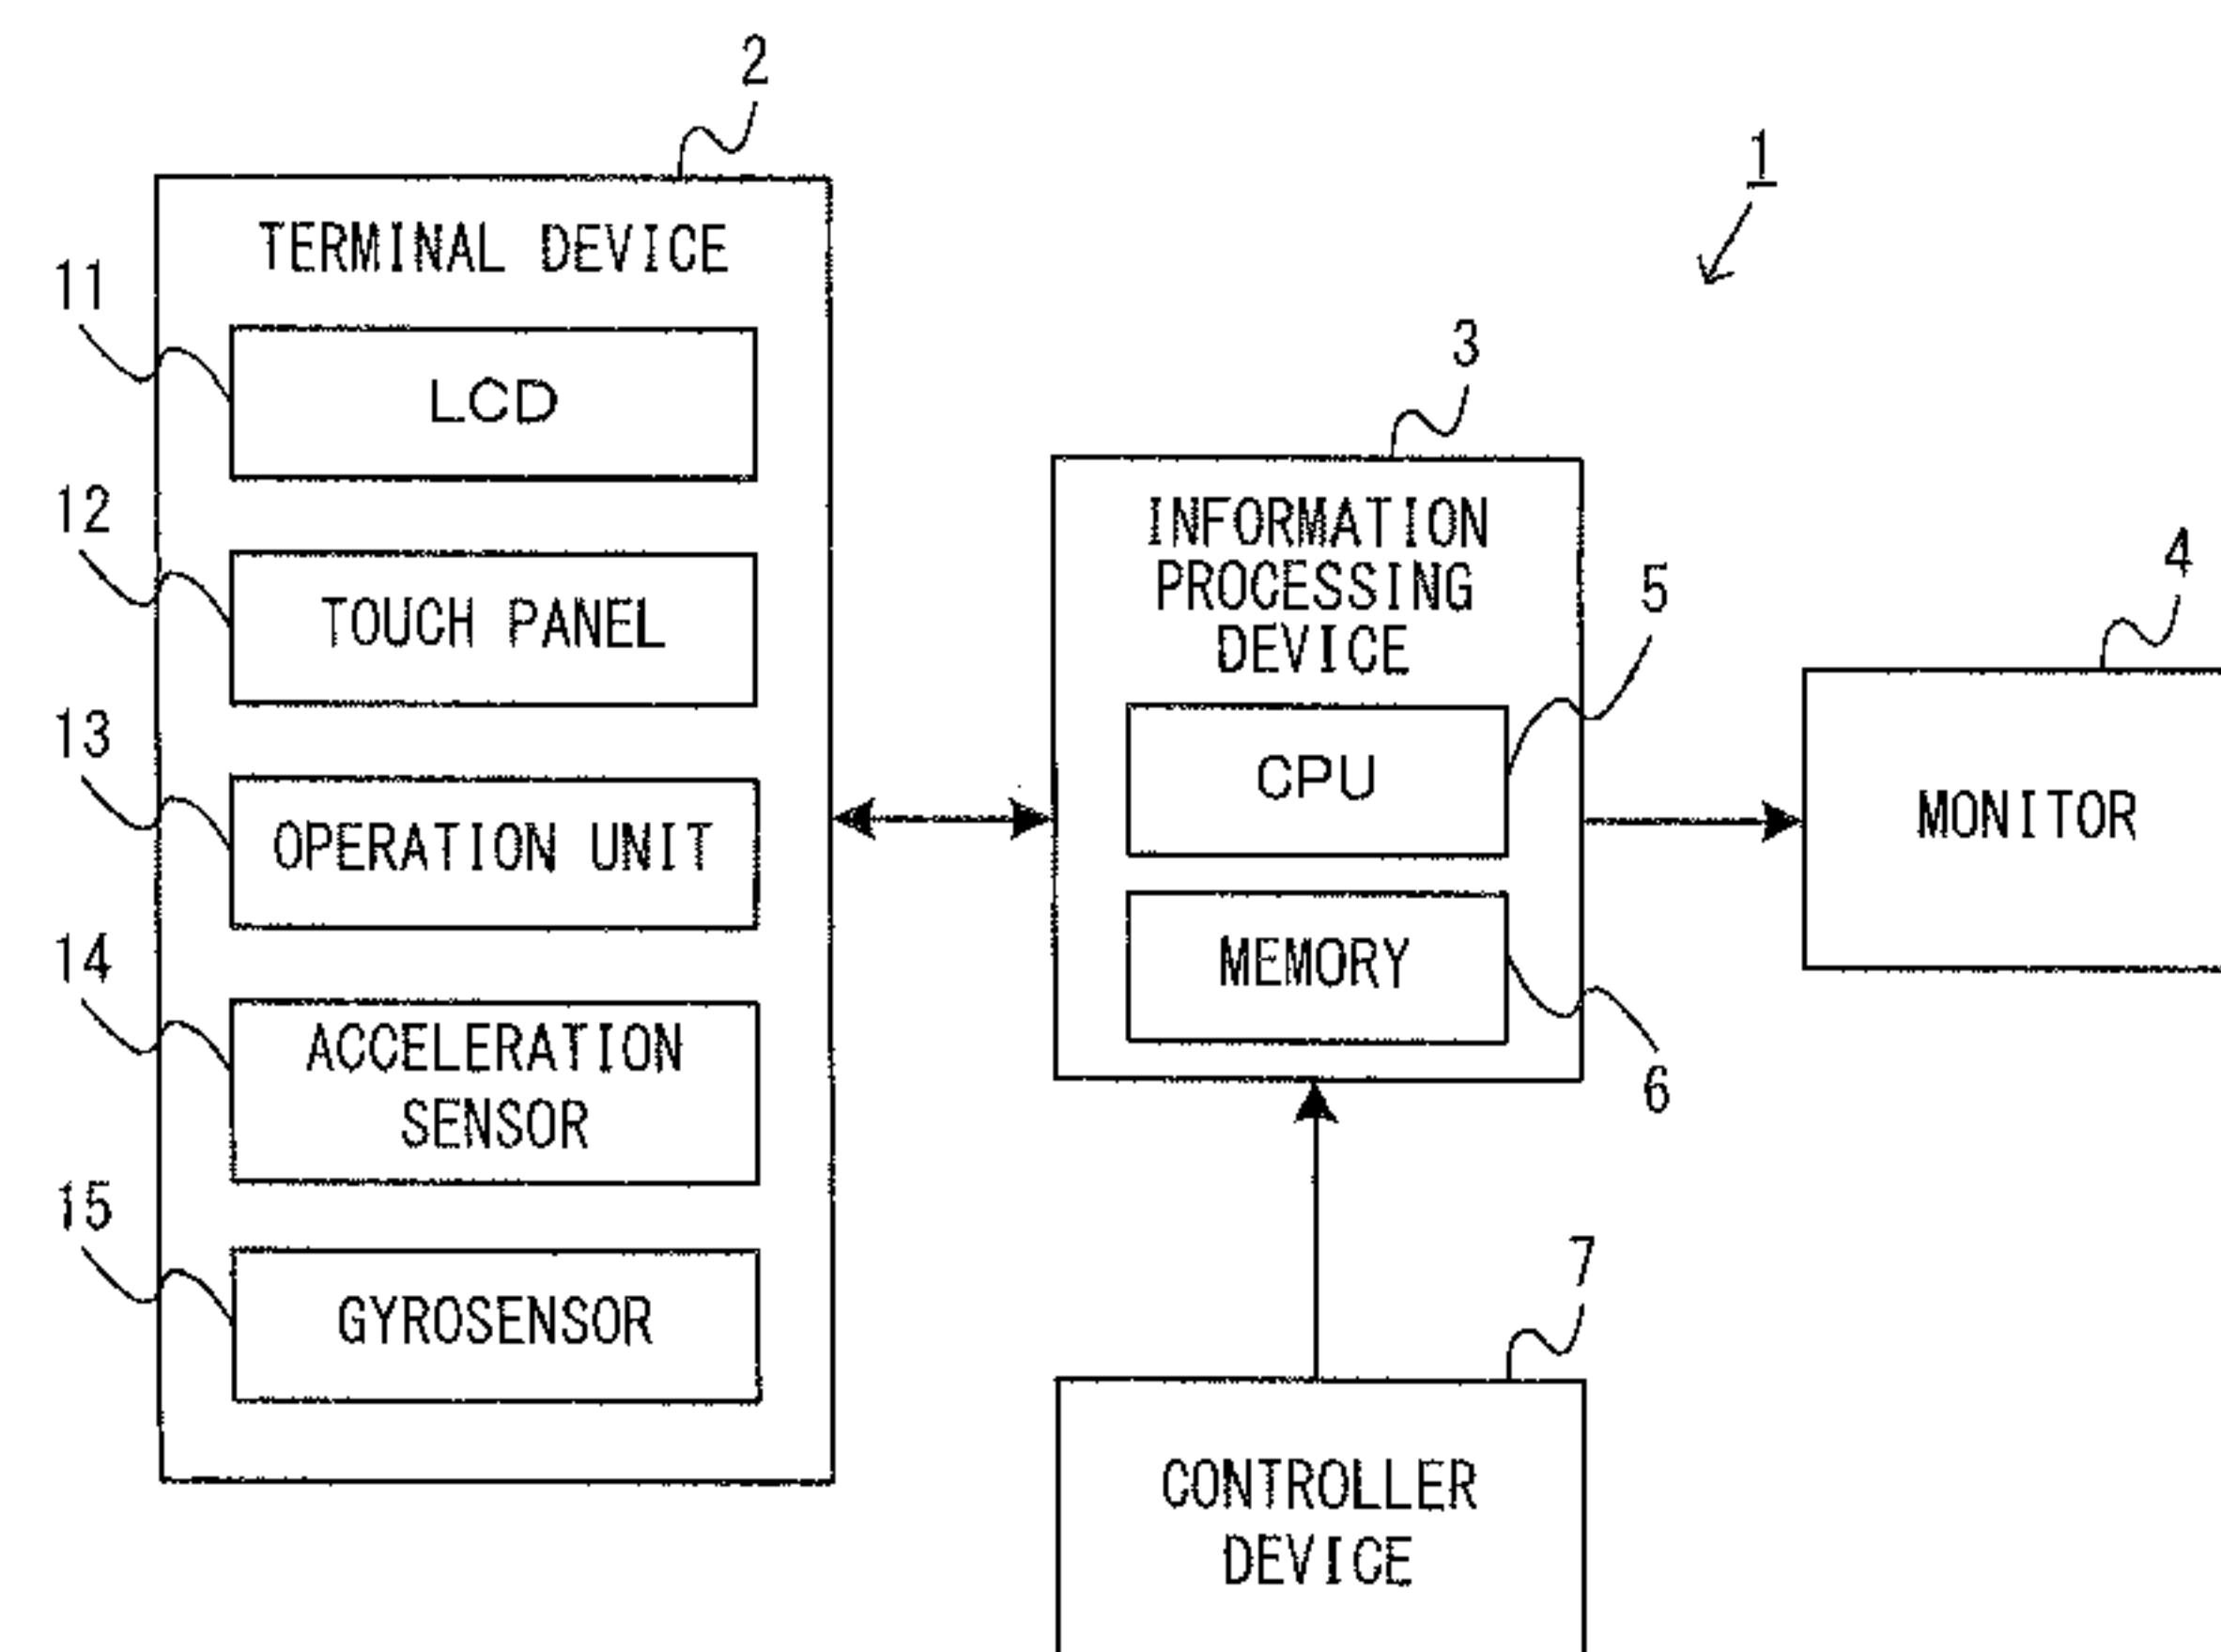 2
1
TERMINAL DEVICE
11
LCD
3
12
TOUCH PANEL
INFORMATION
PROCESSING
DEVICE
5
4
13
OPERATION UNIT
CPU
MONITOR
14
ACCELERATION
SENSOR
MEMORY
6
15
GYROSENSOR
7
CONTROLLER
DEVICE